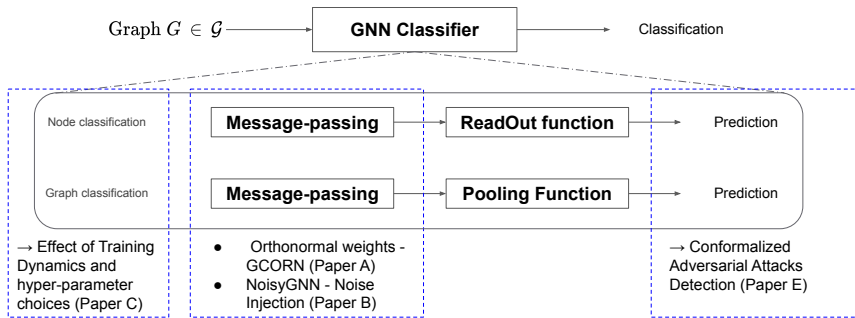 Graph G ∈ 𝒢
GNN Classifier
Classification
Node classification
Message-passing
ReadOut function
Prediction
Graph classification
Message-passing
Pooling Function
Prediction
→ Effect of Training
Dynamics and
hyper-parameter
choices (Paper C)
● Orthonormal weights -
GCORN (Paper A)
● NoisyGNN - Noise
Injection (Paper B)
→ Conformalized
Adversarial Attacks
Detection (Paper E)